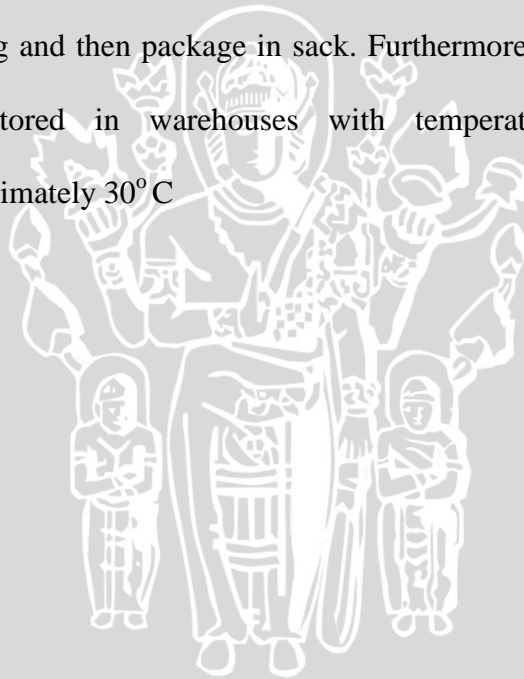 g and then package in sack. Furthermore
tored in warehouses with temperat
imately 30° C